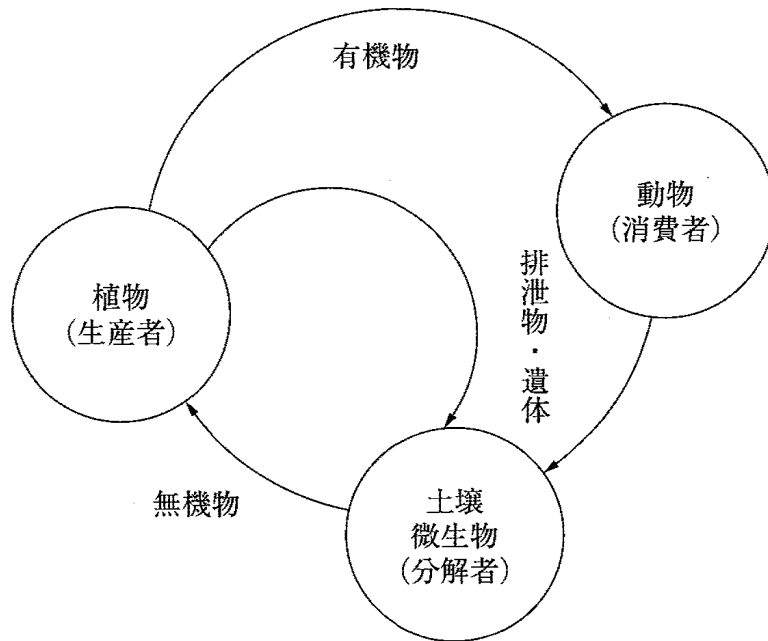 有機物
動物
(消費者)
植物
(生産者)
排泄物・遺体
無機物
土壌
微生物
(分解者)